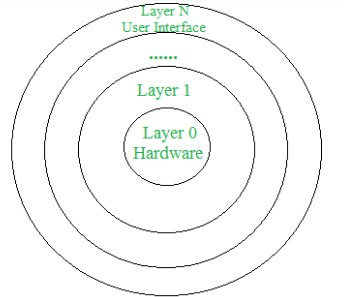 Layer N
User Interface
......
Layer 1
Layer 0
Hardware